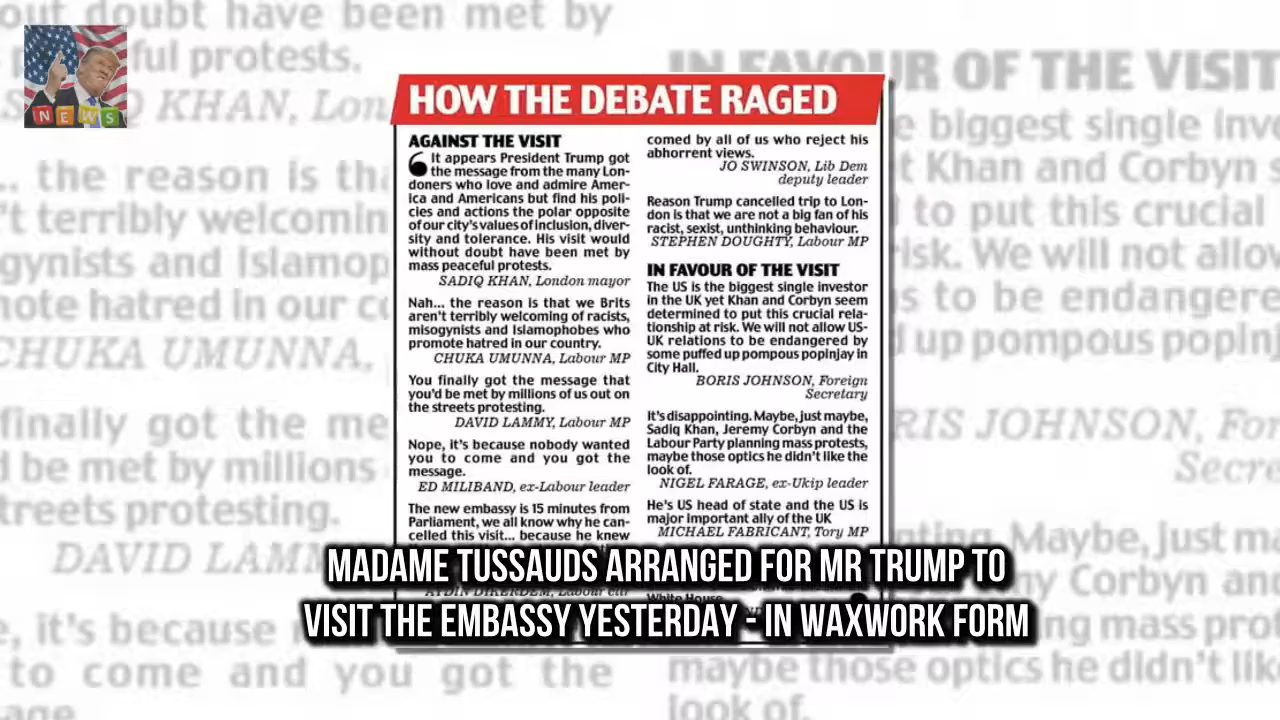 NEWS
HOW THE DEBATE RAGED
AGAINST THE VISIT
It appears President Trump got
the message from the many Lon-
doners who love and admire Amer-
ica and Americans but find his poli-
cies and actions the polar opposite
of our city's values of inclusion, diver-
sity and tolerance. His visit would
without doubt have been met by
mass peaceful protests.
SADIQ KHAN, London mayor
Nah... the reason is that we Brits
aren't terribly welcoming of racists,
misogynists and Islamophobes who
promote hatred in our country.
CHUKA UMUNNA, Labour MP
You finally got the message that
you'd be met by millions of us out on
the streets protesting.
DAVID LAMMY, Labour MP
Nope, it's because nobody wanted
you to come and you got the
message.
ED MILIBAND, ex-Labour leader
The new embassy is 15 minutes from
Parliament, we all know why he can-
celled this visit... because he knew
comed by all of us who reject his
abhorrent views.
JO SWINSON, Lib Dem
deputy leader
Reason Trump cancelled trip to Lon-
don is that we are not a big fan of his
racist, sexist, unthinking behaviour.
STEPHEN DOUGHTY, Labour MP
IN FAVOUR OF THE VISIT
The US is the biggest single investor
in the UK yet Khan and Corbyn seem
determined to put this crucial rela-
tionship at risk. We will not allow US-
UK relations to be endangered by
some puffed up pompous popinjay in
City Hall.
BORIS JOHNSON, Foreign
Secretary
It's disappointing. Maybe, just maybe,
Sadiq Khan, Jeremy Corbyn and the
Labour Party planning mass protests,
maybe those optics he didn't like the
look of.
NIGEL FARAGE, ex-Ukip leader
He's US head of state and the US is
major important ally of the UK
MICHAEL FABRICANT, Tory MP
White House
MADAME TUSSAUDS ARRANGED FOR MR TRUMP TO
VISIT THE EMBASSY YESTERDAY - IN WAXWORK FORM